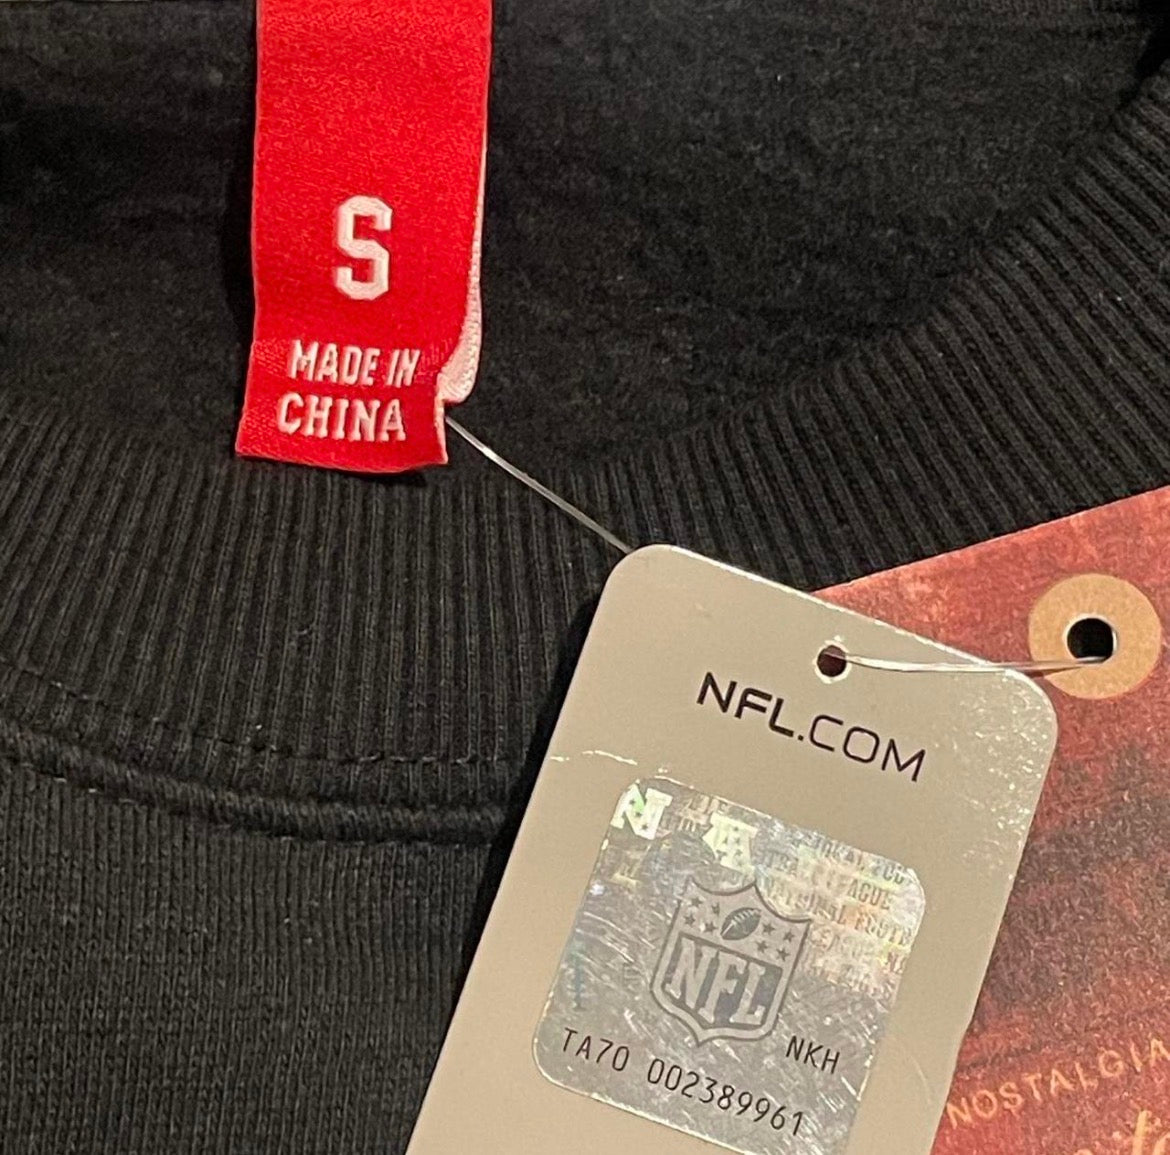 S
MADE IN
CHINA
NFL.COM
NFL
NKH
TA70 002389961
NOSTALGIA